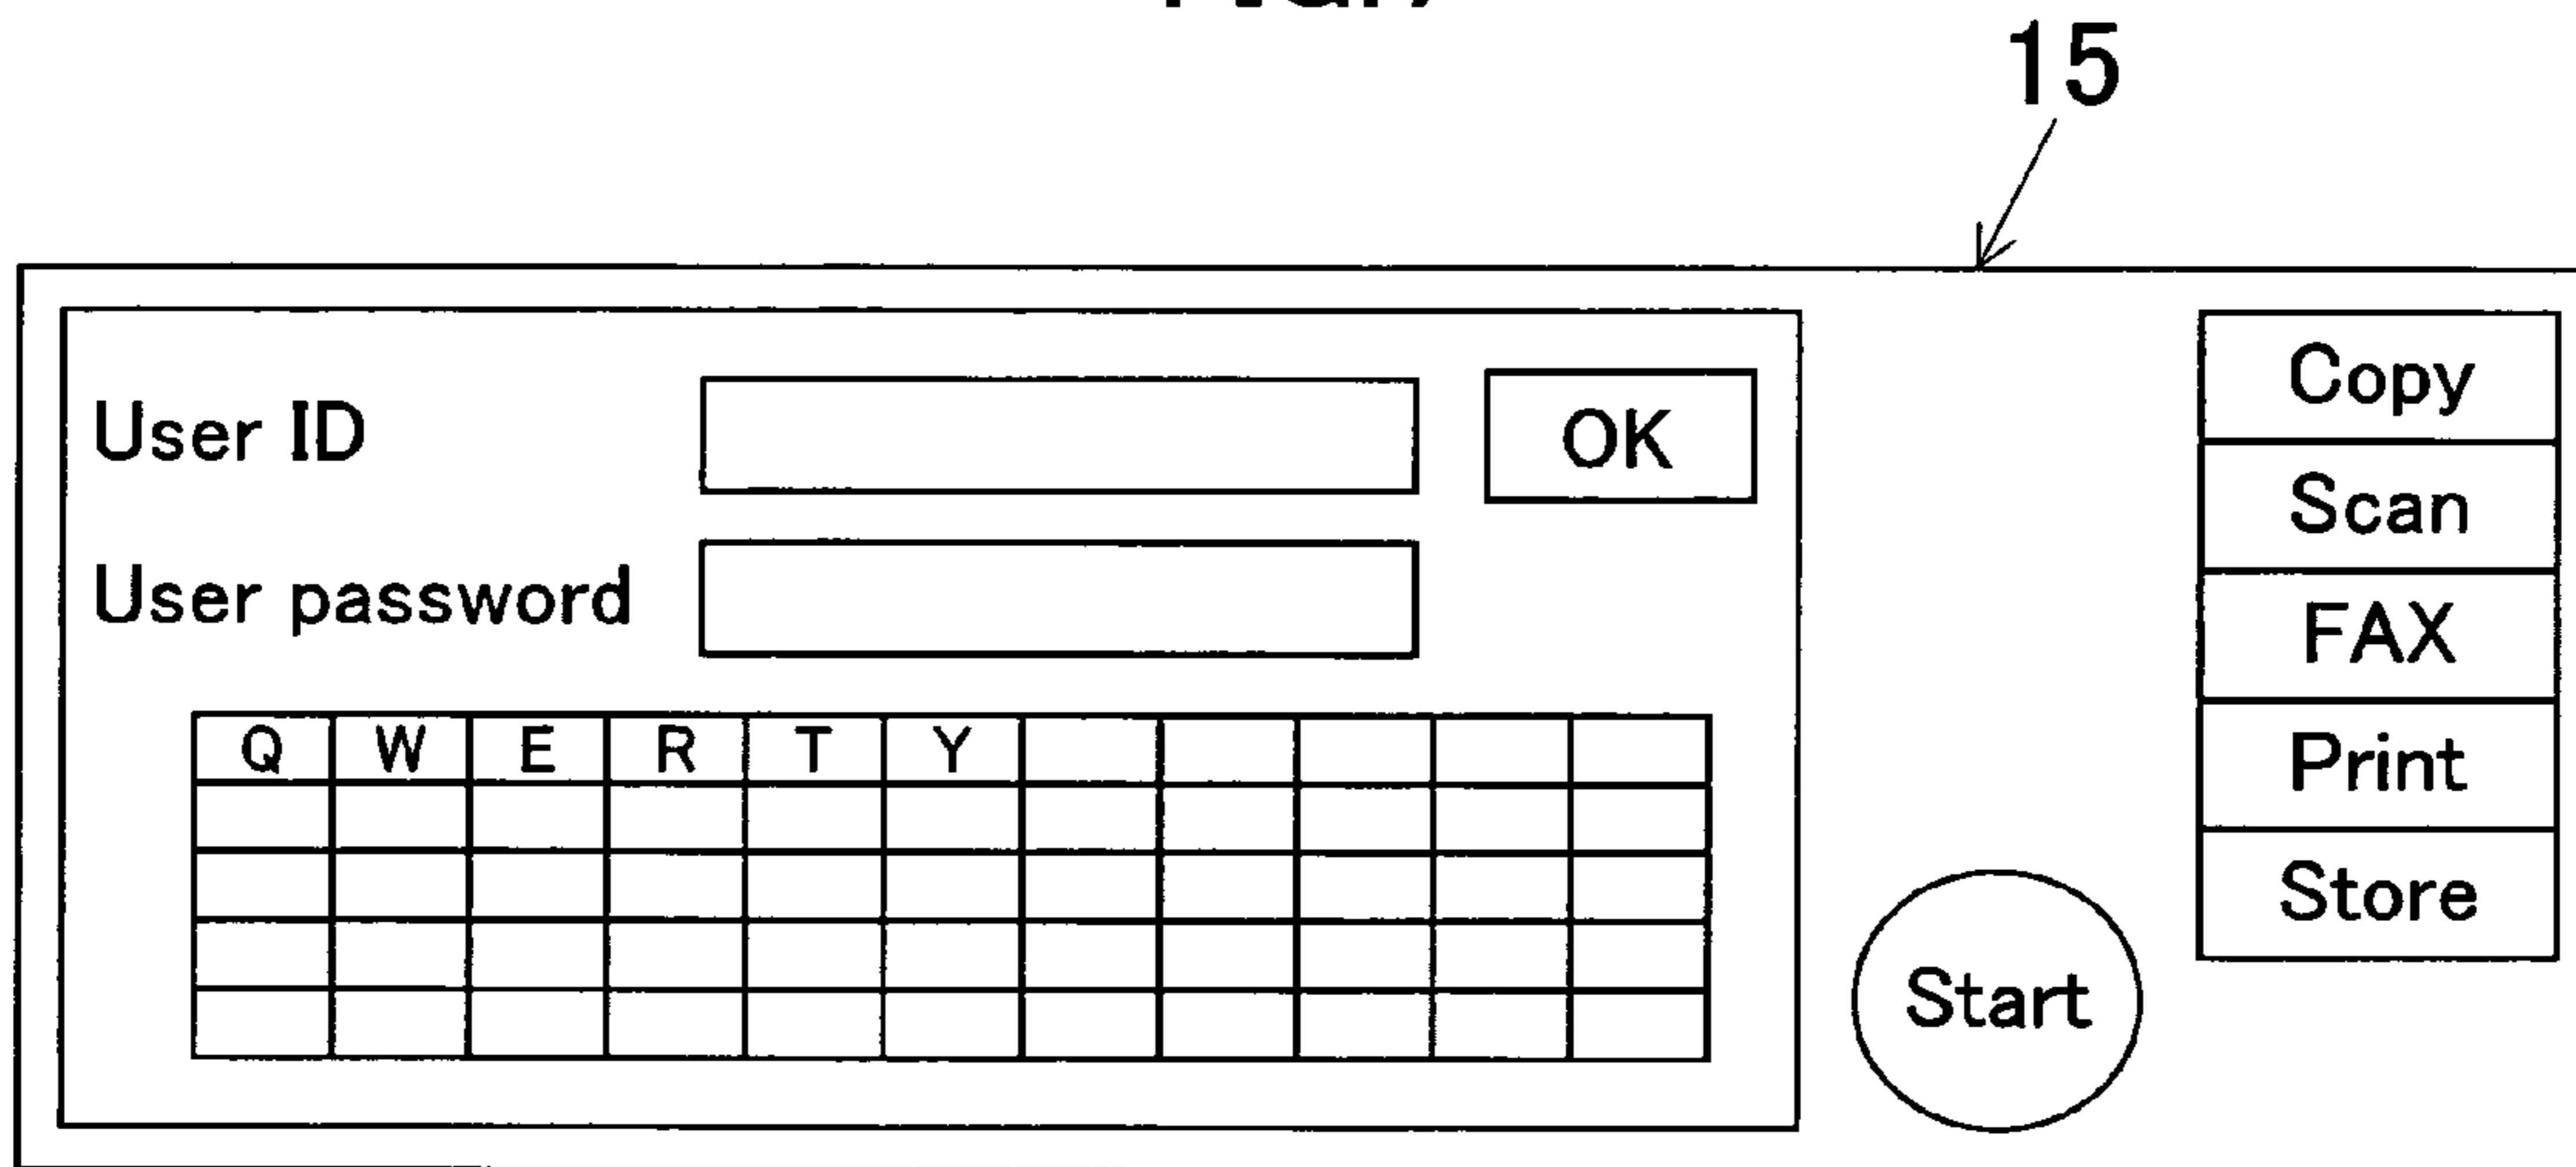 15
User ID
OK
User password
Q W E R T Y
Copy
Scan
FAX
Print
Store
Start